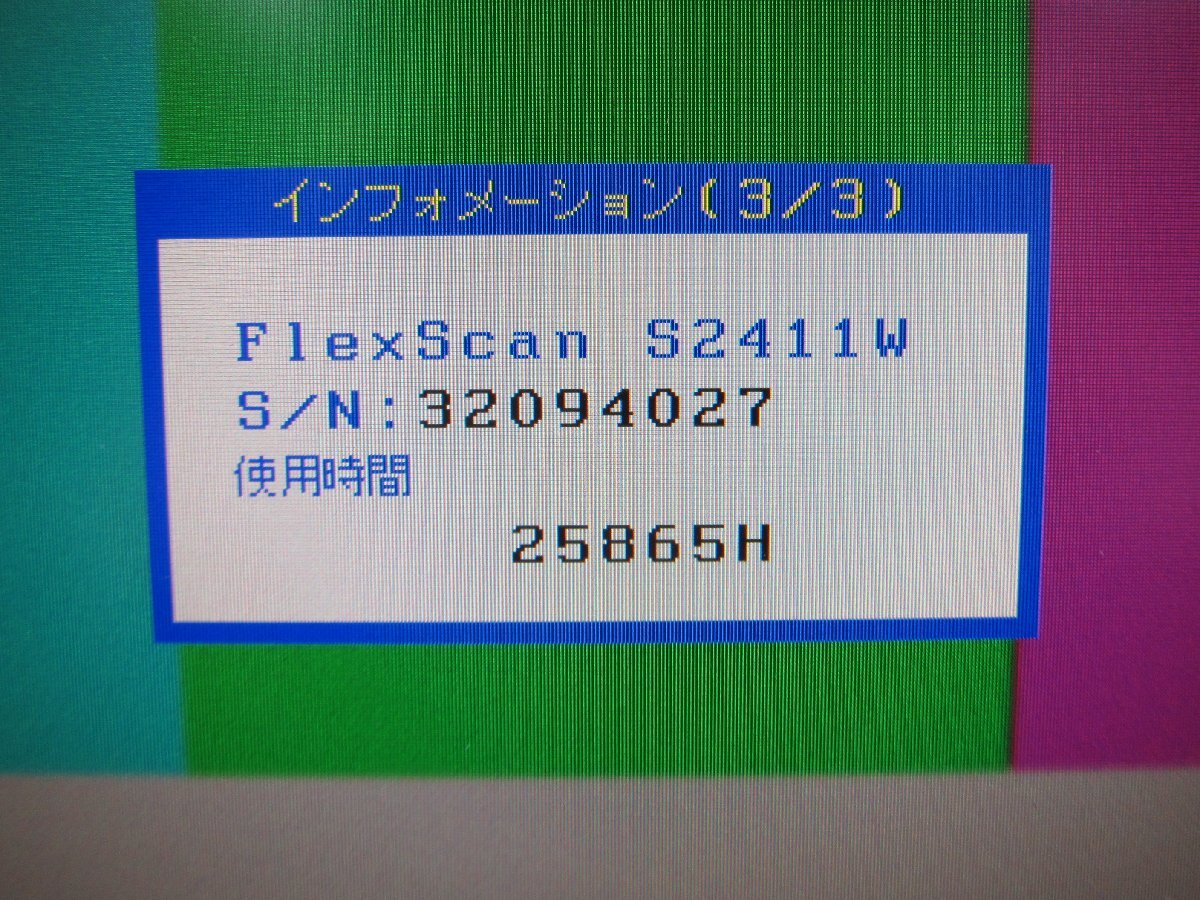 インフォメーション(3/3)
FlexScan S2411W
S/N:32094027
使用時間
25865H